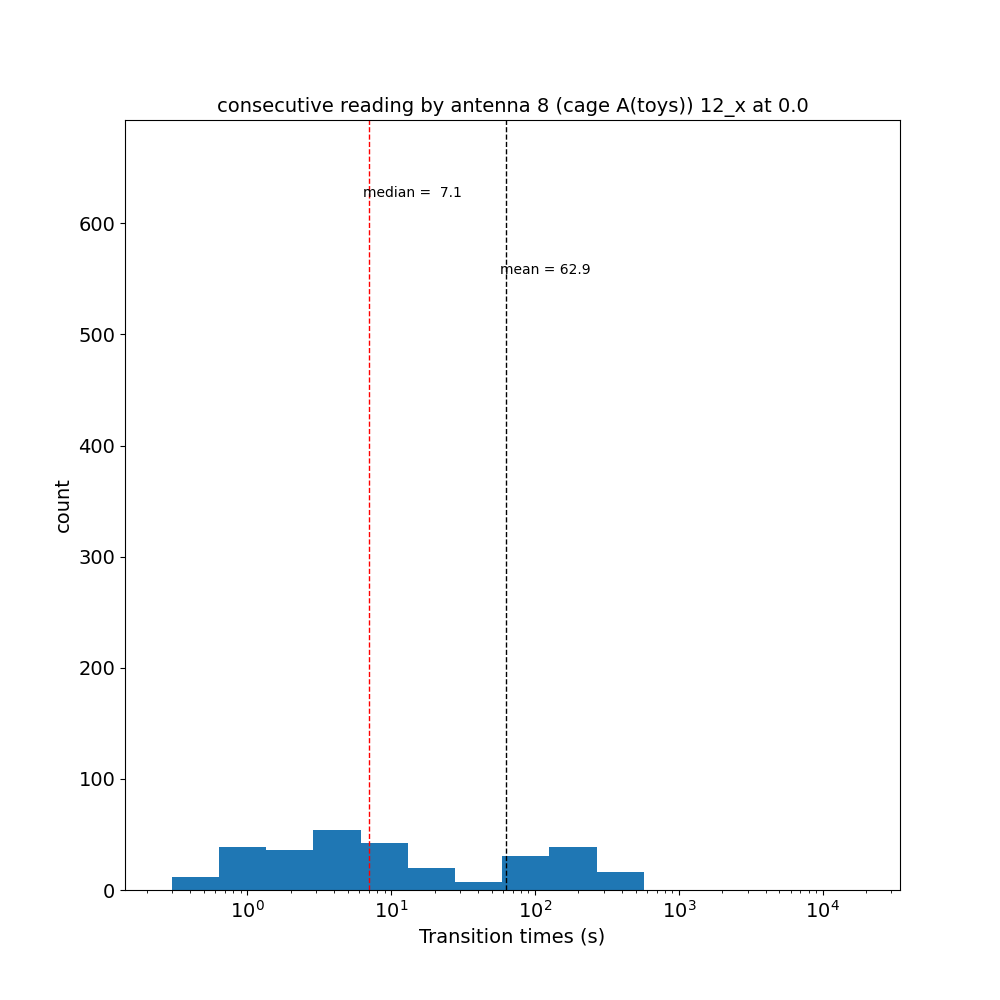 consecutive reading by antenna 8 (cage A(toys)) 12_x at 0.0
median =  7.1
mean = 62.9
600
500
400
300
200
100
0
count
10⁰ 10¹ 10² 10³ 10⁴
Transition times (s)